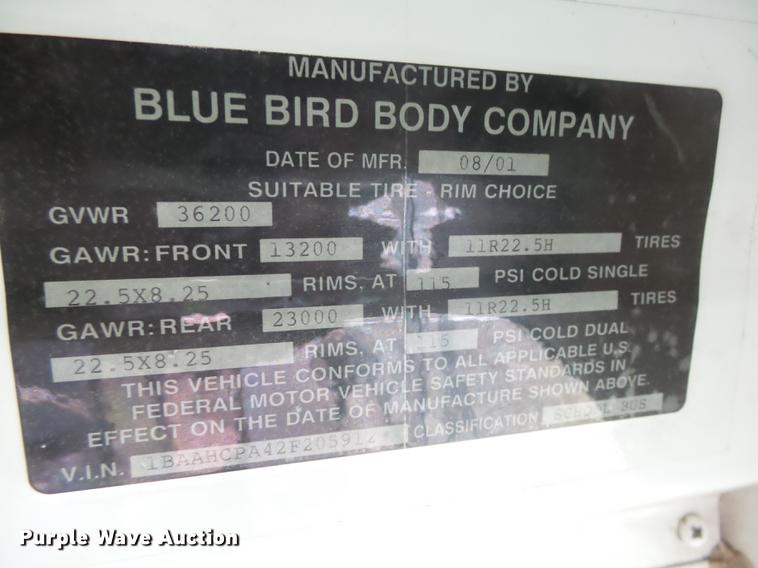 MANUFACTURED BY
BLUE BIRD BODY COMPANY
DATE OF MFR. 08/01
SUITABLE TIRE - RIM CHOICE
GVWR 36200
GAWR: FRONT 13200 WITH 11R22.5H TIRES
22.5X8.25 RIMS, AT 115 PSI COLD SINGLE
GAWR: REAR 23000 WITH 11R22.5H TIRES
22.5X8.25 RIMS, AT 115 PSI COLD DUAL
THIS VEHICLE CONFORMS TO ALL APPLICABLE U.S.
FEDERAL MOTOR VEHICLE SAFETY STANDARDS IN
EFFECT ON THE DATE OF MANUFACTURE SHOWN ABOVE.
V.I.N. 1BAAHCPA42F205912 CLASSIFICATION SCHOOL BUS
Purple Wave Auction